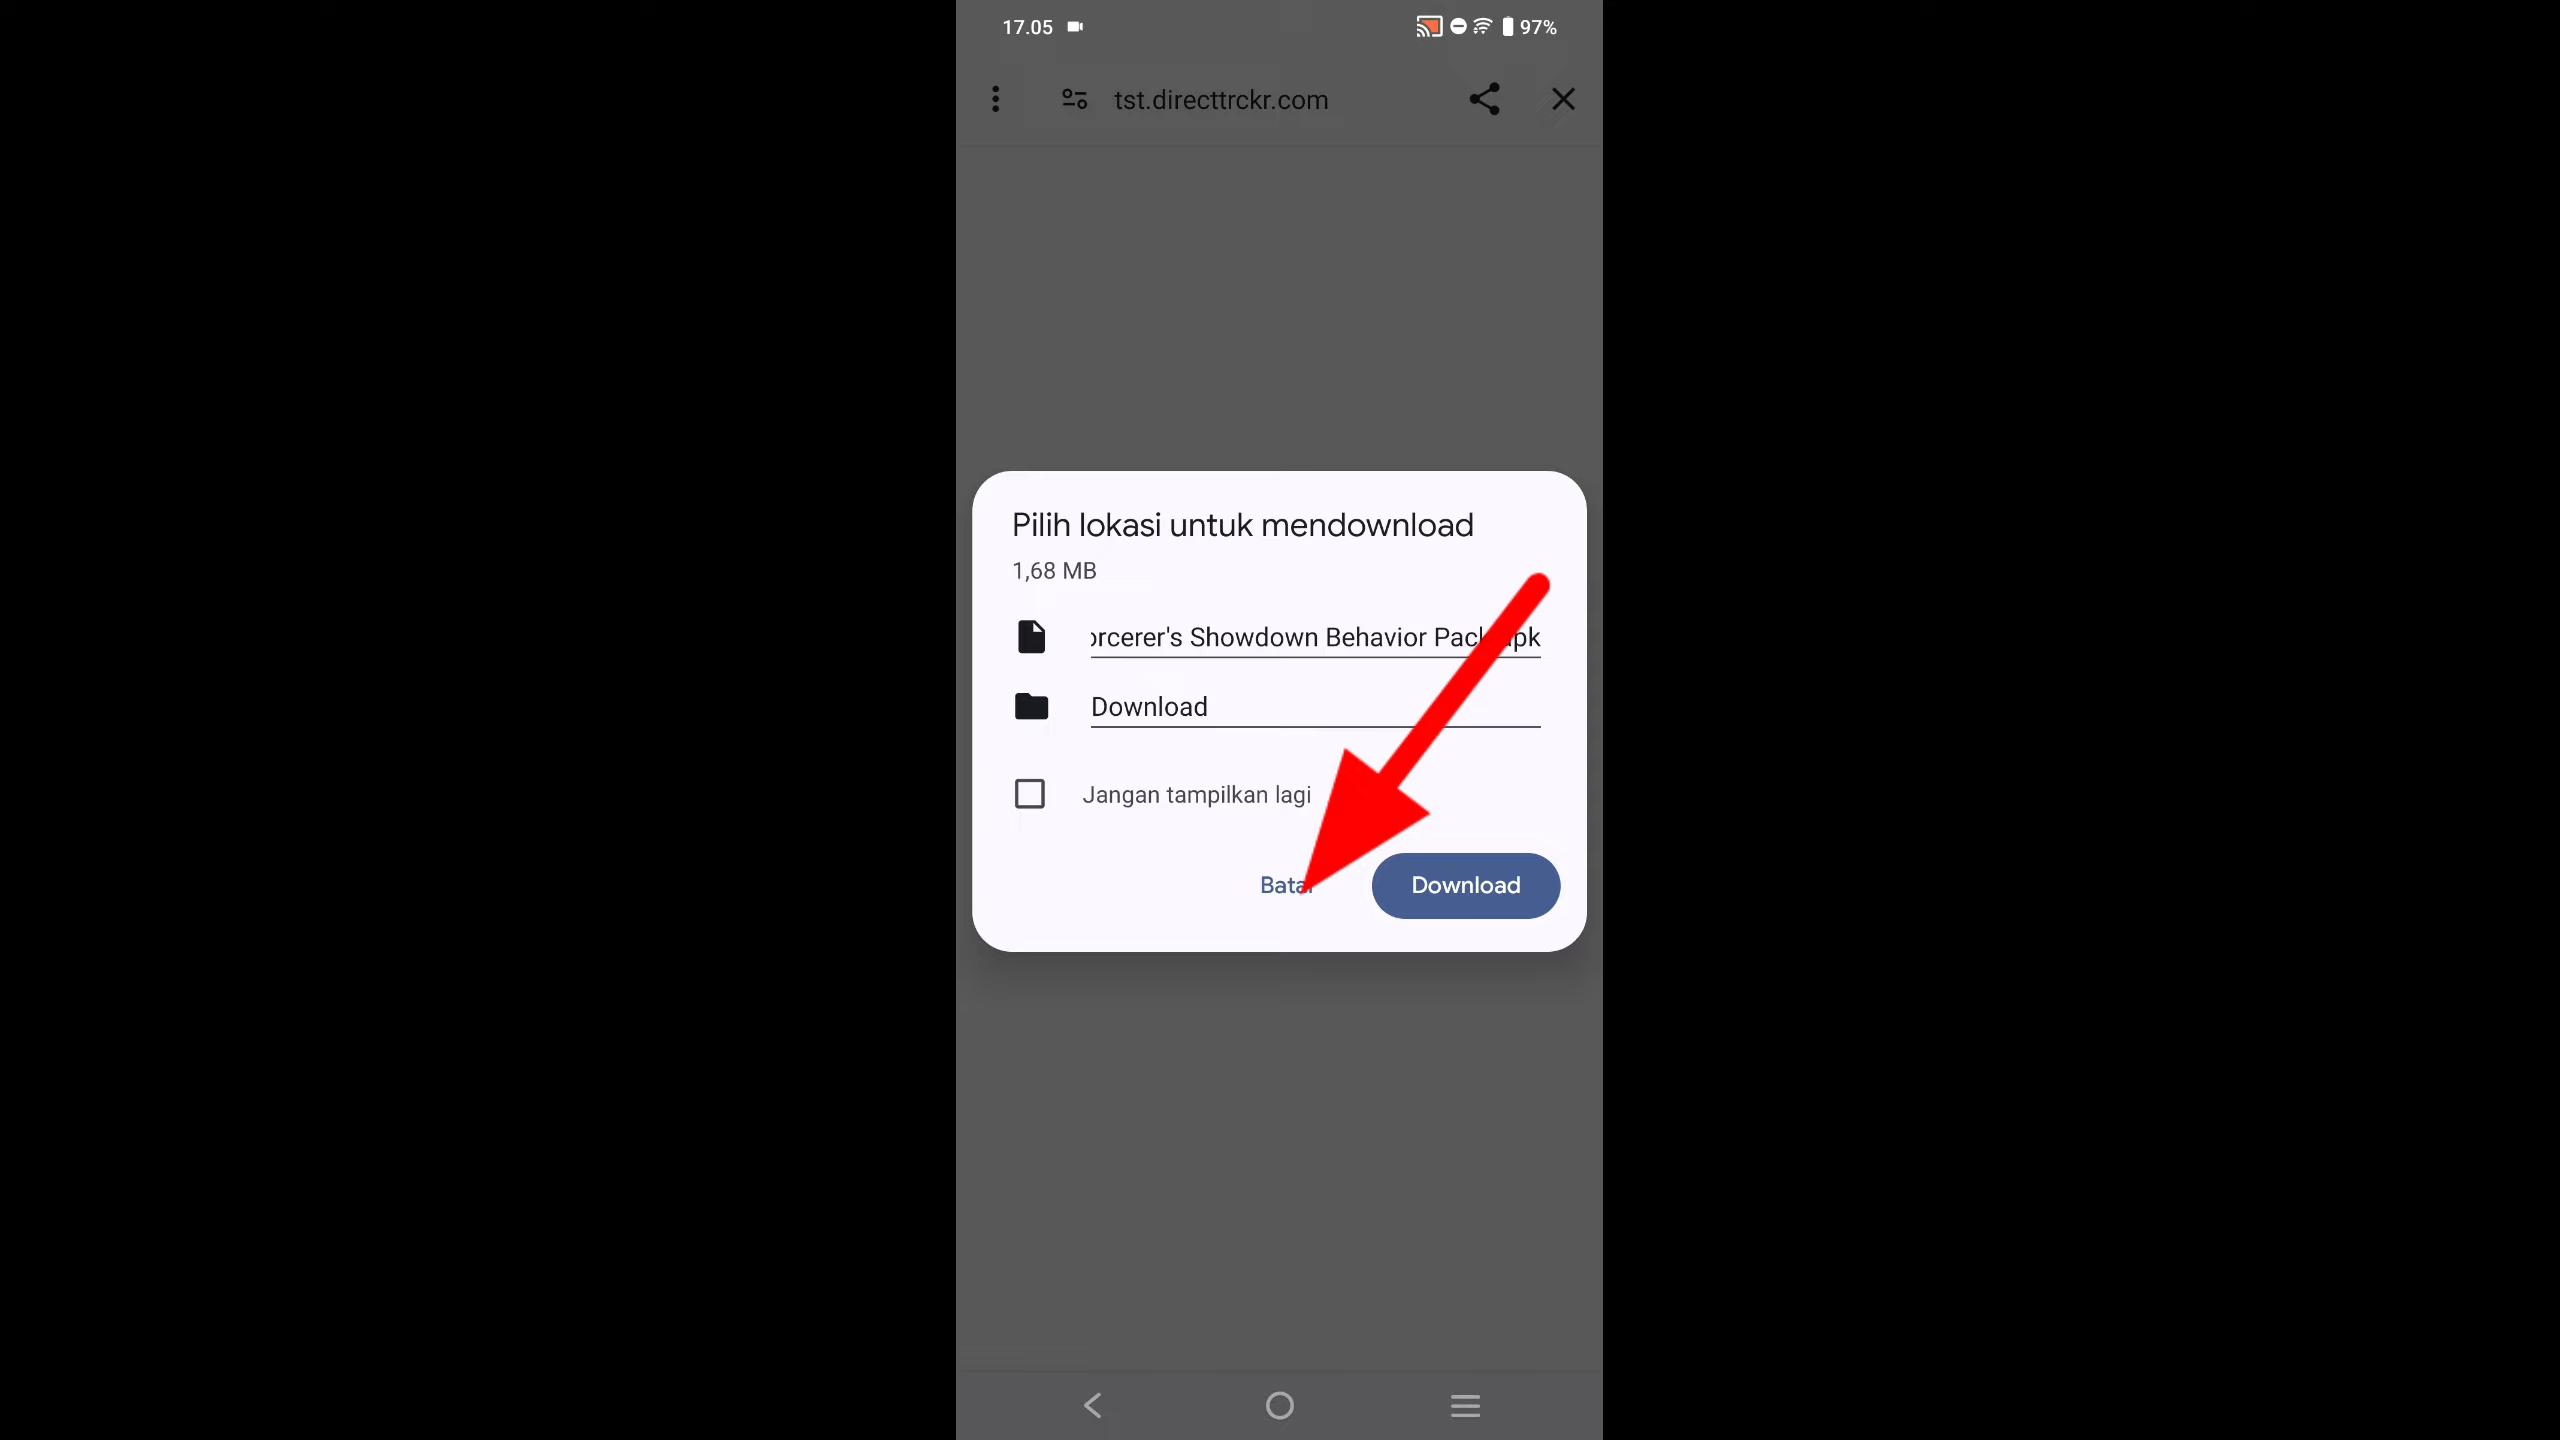 17.05
97%
tst.directtrckr.com
Pilih lokasi untuk mendownload
1,68 MB
orcerer's Showdown Behavior Pack
Download
Jangan tampilkan lagi
Batal
Download